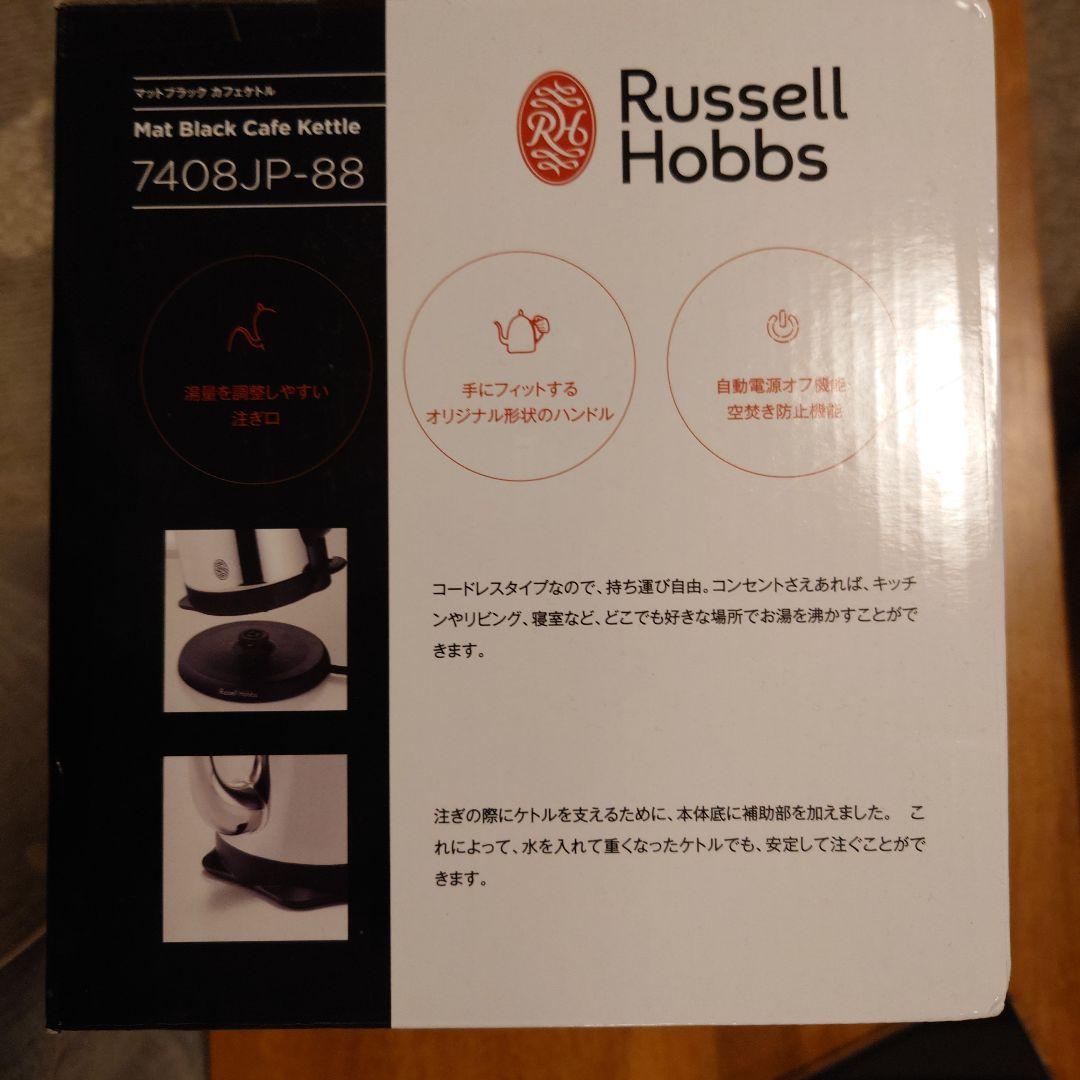 マットブラック カフェケトル
Mat Black Cafe Kettle
7408JP-88
RH
Russell
Hobbs
湯量を調整しやすい
注ぎ口
手にフィットする
オリジナル形状のハンドル
自動電源オフ機能
空焚き防止機能
Russell Hobbs
コードレスタイプなので、持ち運び自由。コンセントさえあれば、キッチ
ンやリビング、寝室など、どこでも好きな場所でお湯を沸かすことがで
きます。
注ぎの際にケトルを支えるために、本体底に補助部を加えました。 こ
れによって、水を入れて重くなったケトルでも、安定して注ぐことがで
きます。